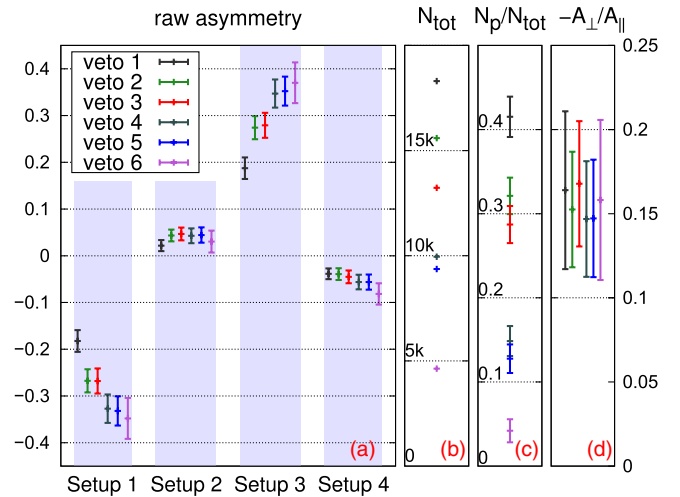 raw asymmetry
N_tot
N_p/N_tot
−A_⊥/A_∥
veto 1
veto 2
veto 3
veto 4
veto 5
veto 6
0.4
0.3
0.2
0.1
0
−0.1
−0.2
−0.3
−0.4
15k
10k
5k
0
0.4
0.3
0.2
0.1
0
0.25
0.2
0.15
0.1
0.05
0
(a)
(b)
(c)
(d)
Setup 1
Setup 2
Setup 3
Setup 4